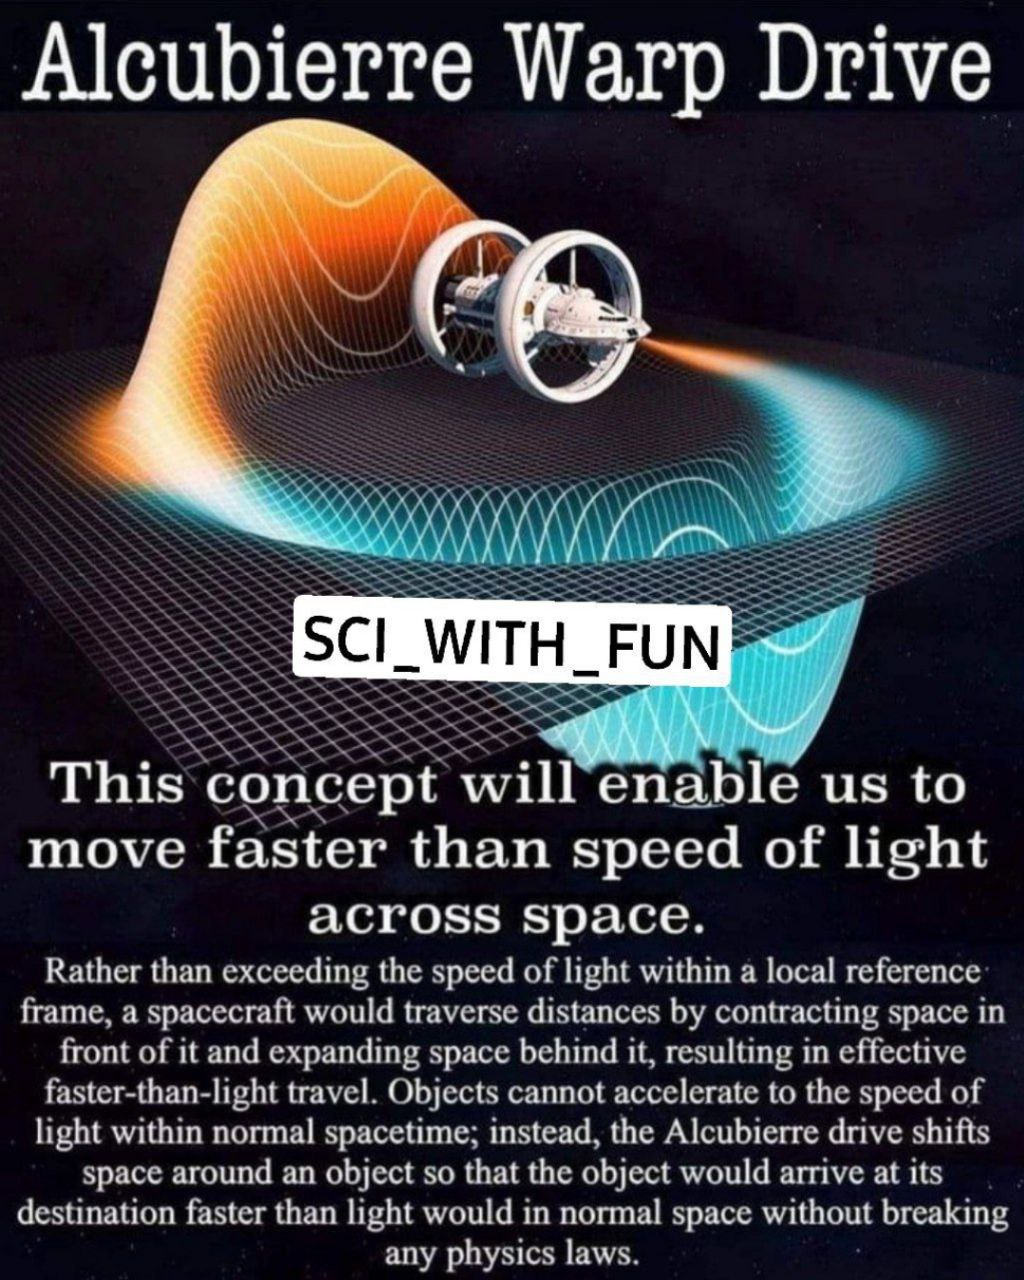 Alcubierre Warp Drive
SCI_WITH_FUN
This concept will enable us to
move faster than speed of light
across space.
Rather than exceeding the speed of light within a local reference
frame, a spacecraft would traverse distances by contracting space in
front of it and expanding space behind it, resulting in effective
faster-than-light travel. Objects cannot accelerate to the speed of
light within normal spacetime; instead, the Alcubierre drive shifts
space around an object so that the object would arrive at its
destination faster than light would in normal space without breaking
any physics laws.